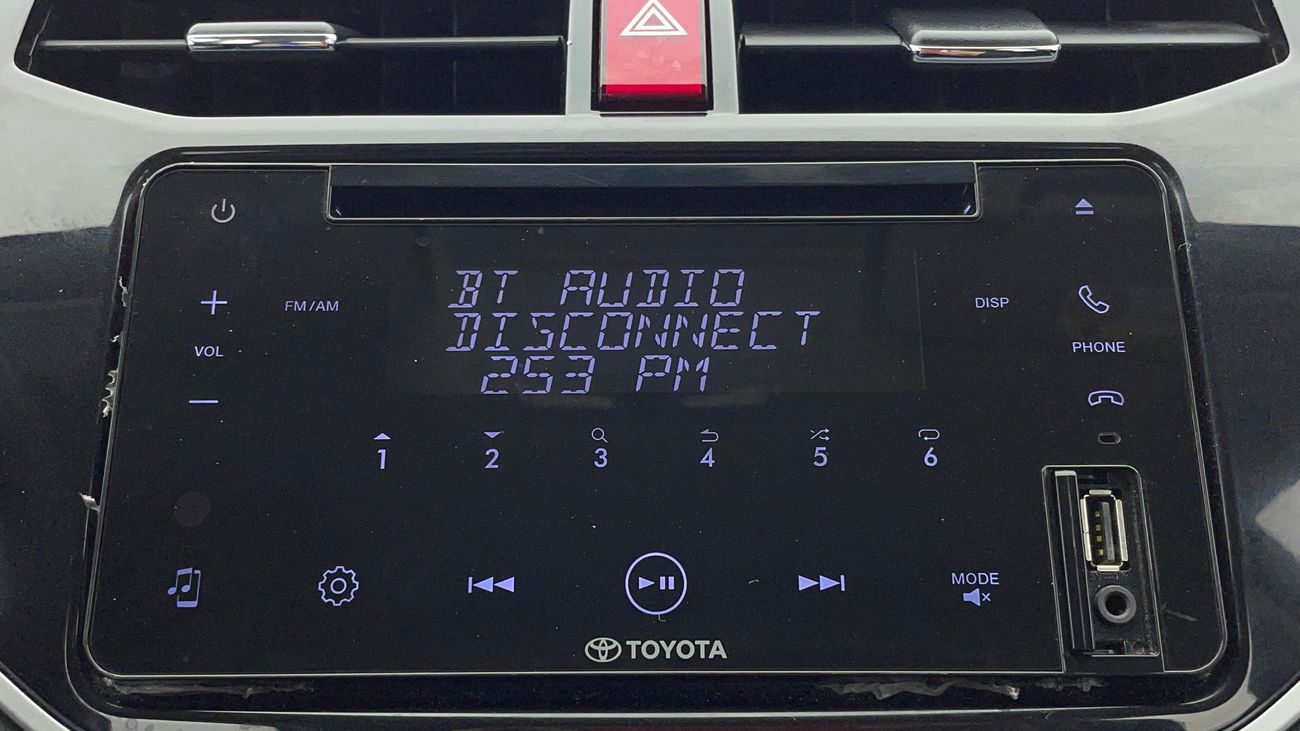 BT AUDIO
DISCONNECT
253 PM
FM/AM
DISP
VOL
PHONE
1 2 3 4 5 6
MODE
TOYOTA